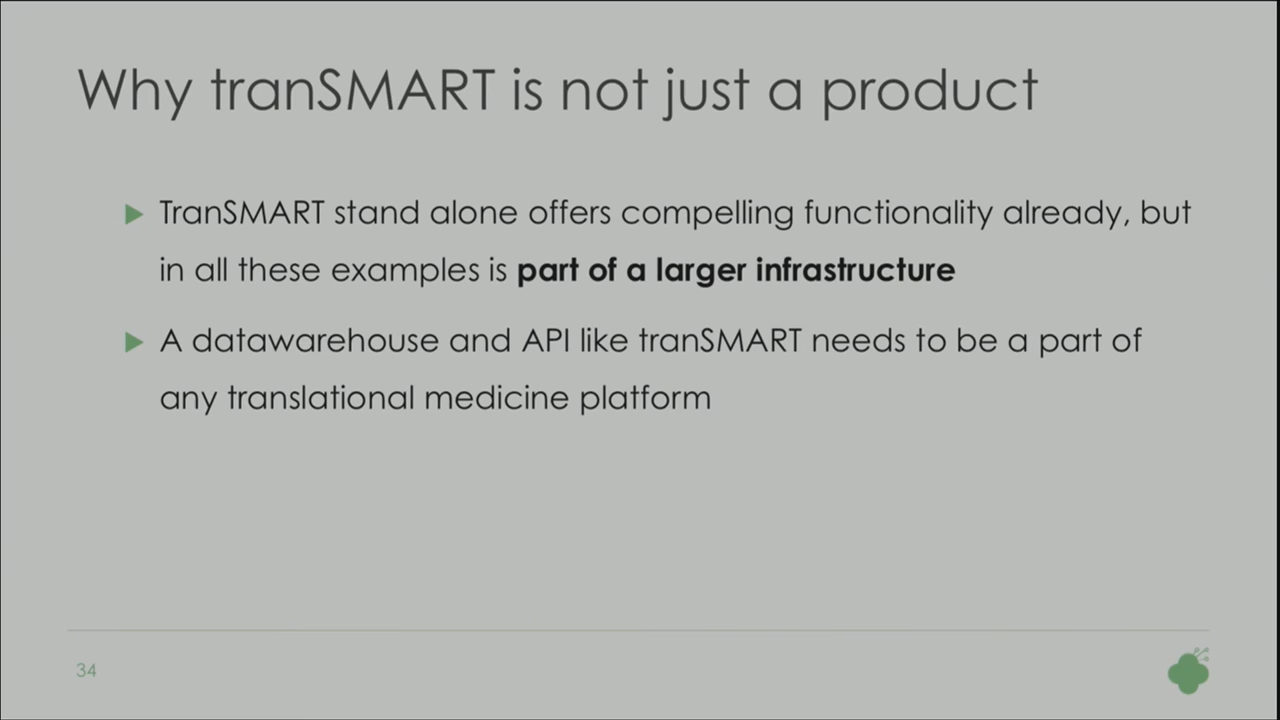 Why tranSMART is not just a product
TranSMART stand alone offers compelling functionality already, but
in all these examples is part of a larger infrastructure
A datawarehouse and API like tranSMART needs to be a part of
any translational medicine platform
34